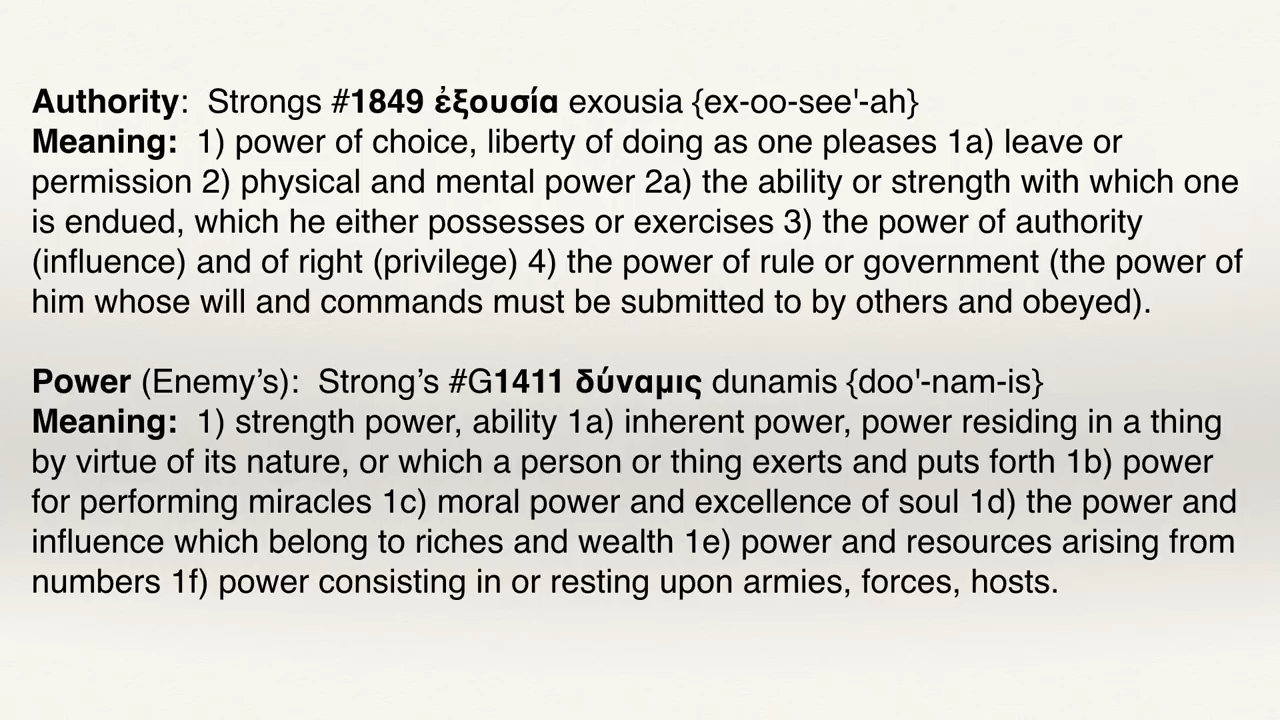 Authority:  Strongs #1849 ἐξουσία exousia {ex-oo-see'-ah}
Meaning:  1) power of choice, liberty of doing as one pleases 1a) leave or
permission 2) physical and mental power 2a) the ability or strength with which one
is endued, which he either possesses or exercises 3) the power of authority
(influence) and of right (privilege) 4) the power of rule or government (the power of
him whose will and commands must be submitted to by others and obeyed).
Power (Enemy’s):  Strong’s #G1411 δύναμις dunamis {doo'-nam-is}
Meaning:  1) strength power, ability 1a) inherent power, power residing in a thing
by virtue of its nature, or which a person or thing exerts and puts forth 1b) power
for performing miracles 1c) moral power and excellence of soul 1d) the power and
influence which belong to riches and wealth 1e) power and resources arising from
numbers 1f) power consisting in or resting upon armies, forces, hosts.